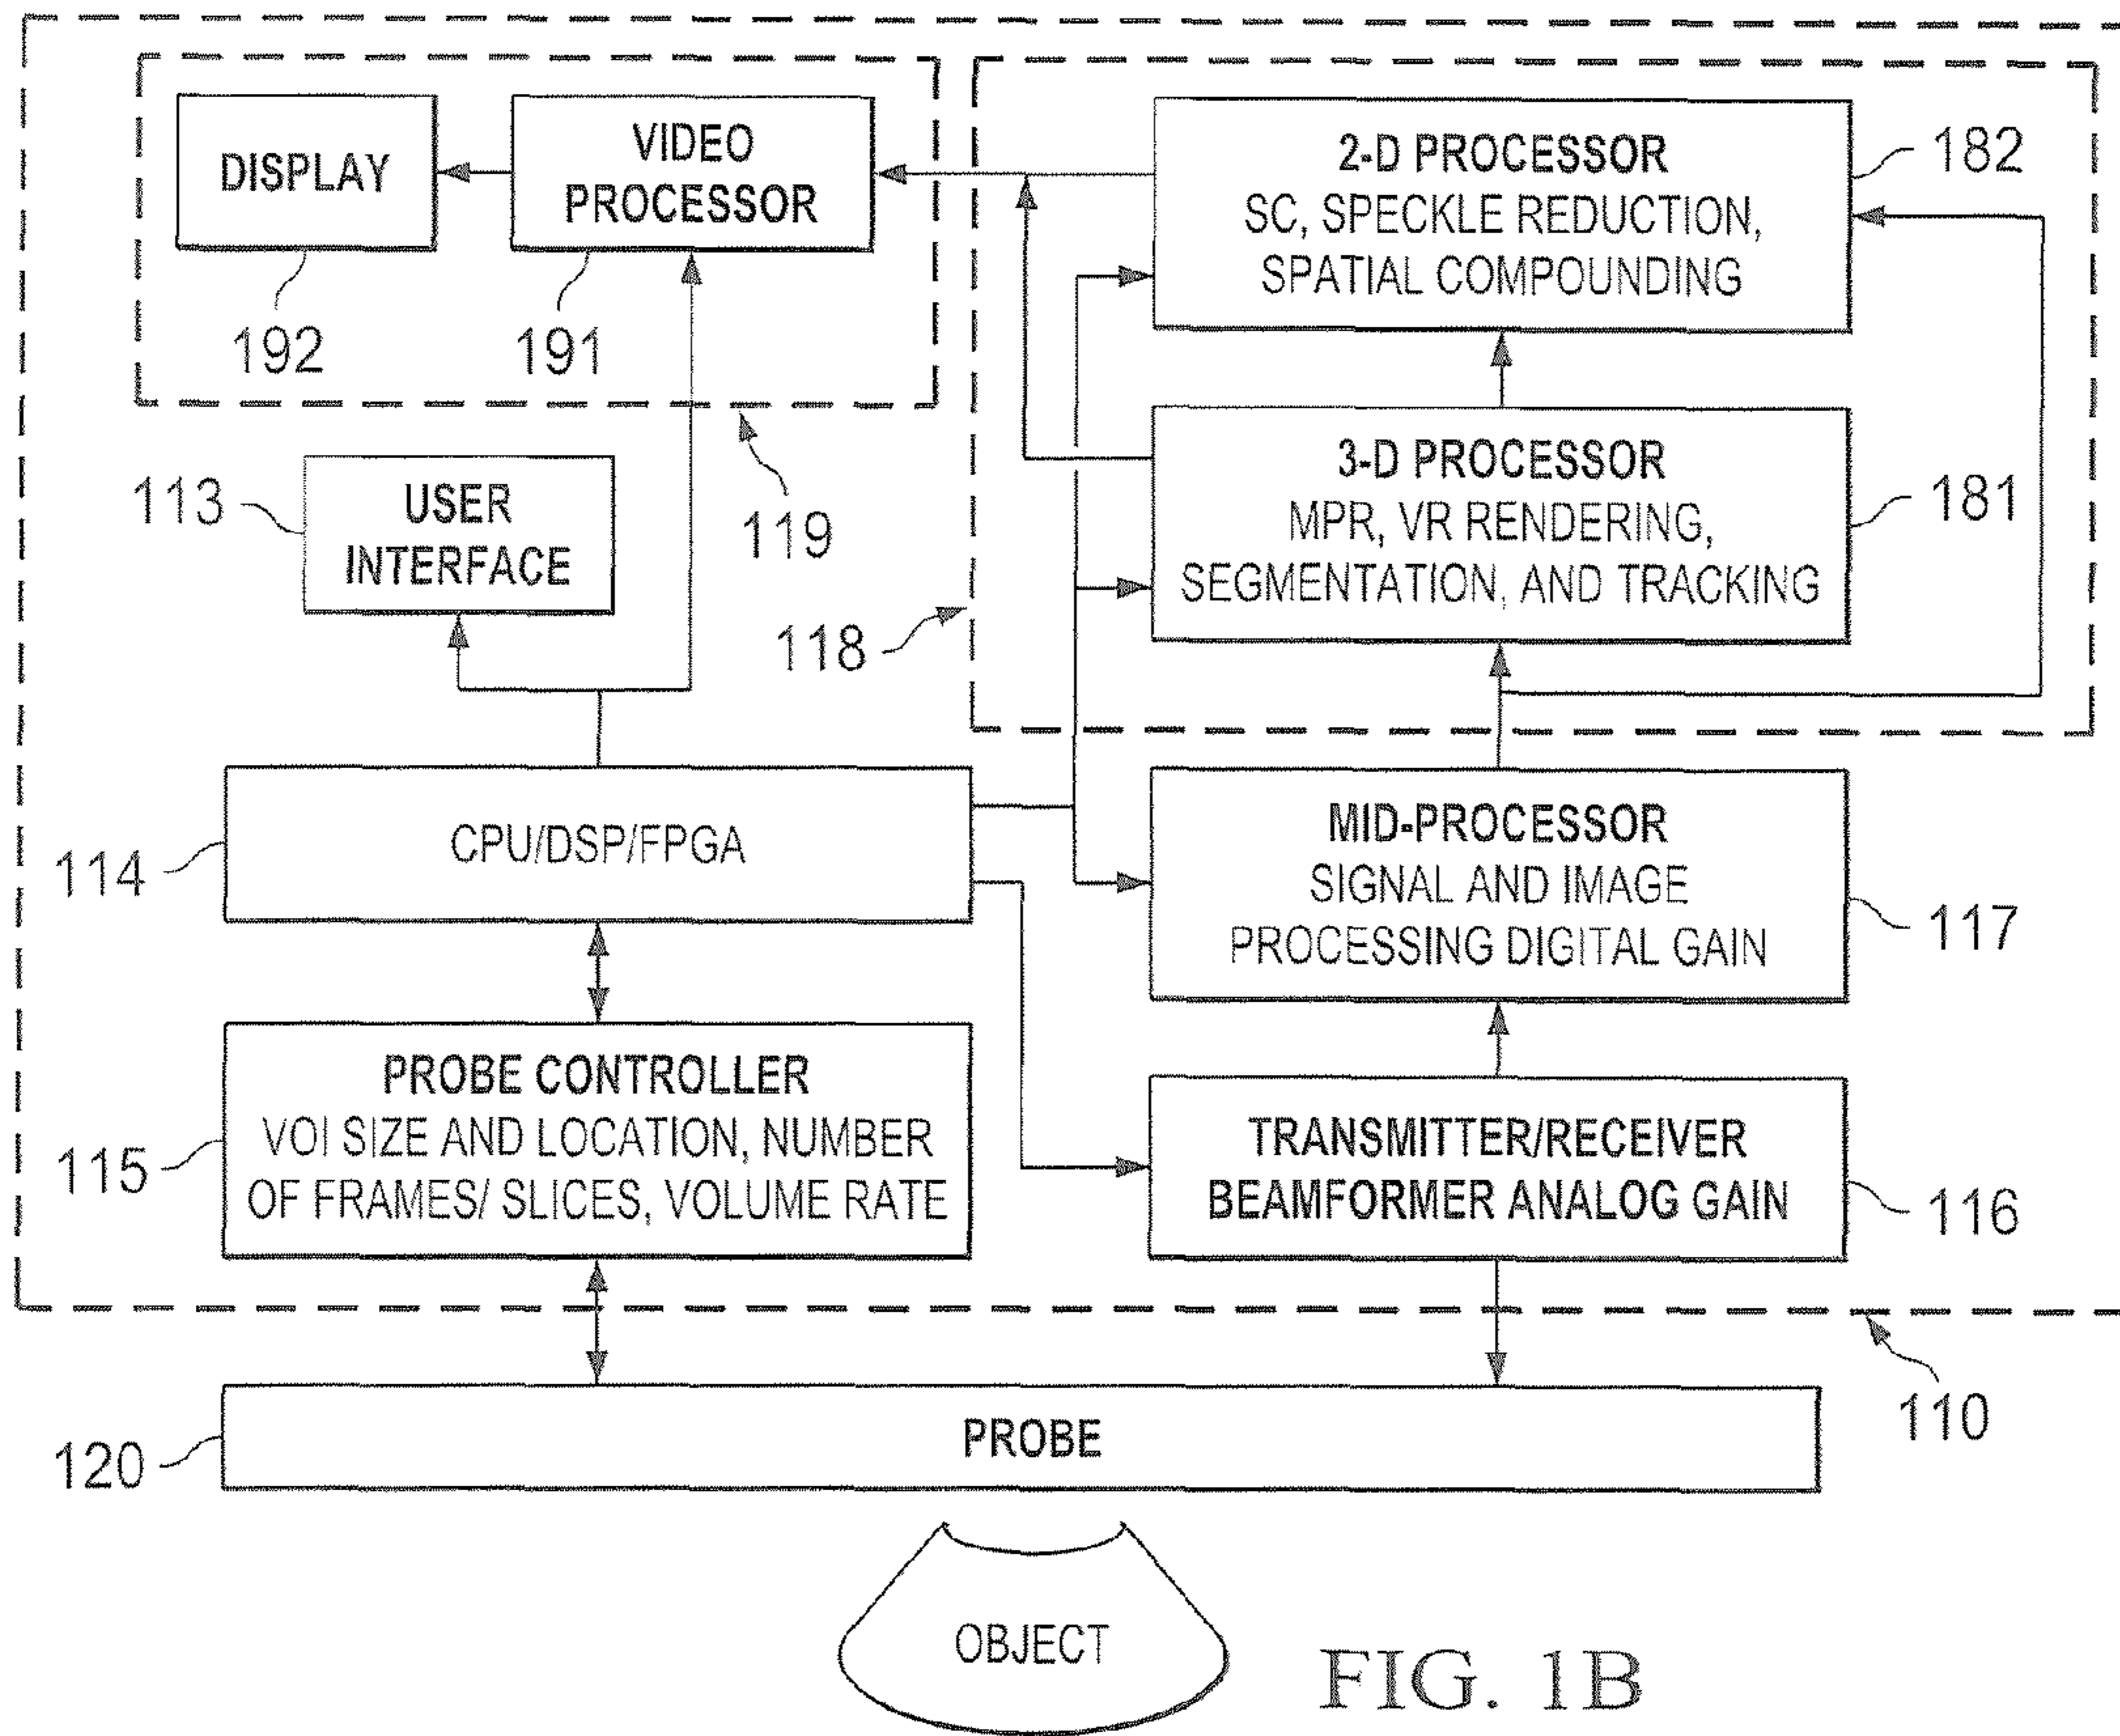 DISPLAY
192
VIDEO
PROCESSOR
191
119
2-D PROCESSOR
SC, SPECKLE REDUCTION,
SPATIAL COMPOUNDING
182
3-D PROCESSOR
MPR, VR RENDERING,
SEGMENTATION, AND TRACKING
181
118
113
USER
INTERFACE
114
CPU/DSP/FPGA
MID-PROCESSOR
SIGNAL AND IMAGE
PROCESSING DIGITAL GAIN
117
115
PROBE CONTROLLER
VOI SIZE AND LOCATION, NUMBER
OF FRAMES/ SLICES, VOLUME RATE
TRANSMITTER/RECEIVER
BEAMFORMER ANALOG GAIN
116
110
120
PROBE
OBJECT
FIG. 1B